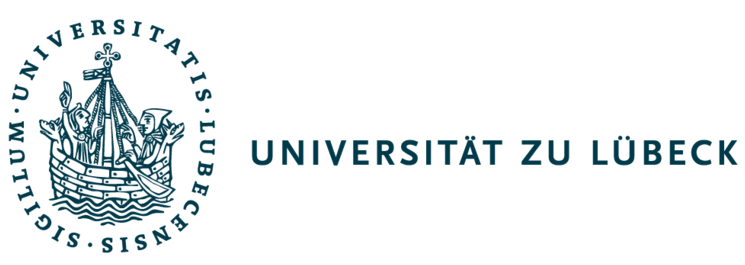 SIGILLUM · UNIVERSITATIS · LUBECENSIS ·
UNIVERSITÄT ZU LÜBECK